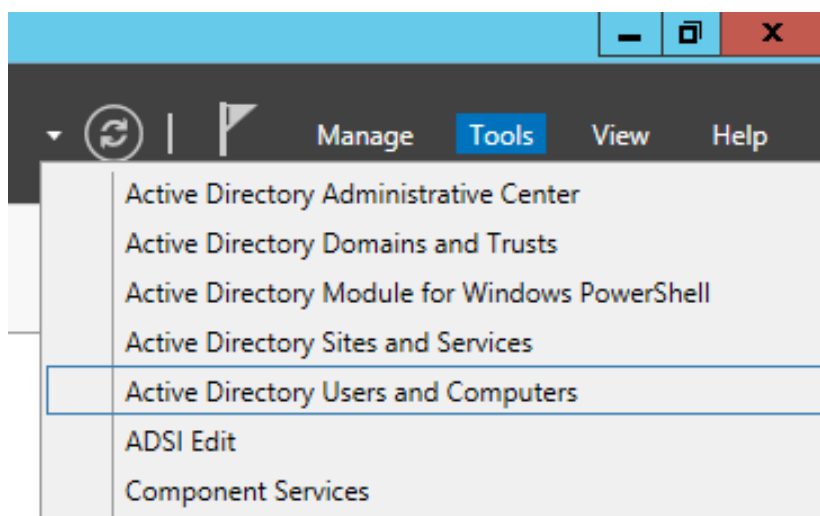 Manage Tools View Help
Active Directory Administrative Center
Active Directory Domains and Trusts
Active Directory Module for Windows PowerShell
Active Directory Sites and Services
Active Directory Users and Computers
ADSI Edit
Component Services